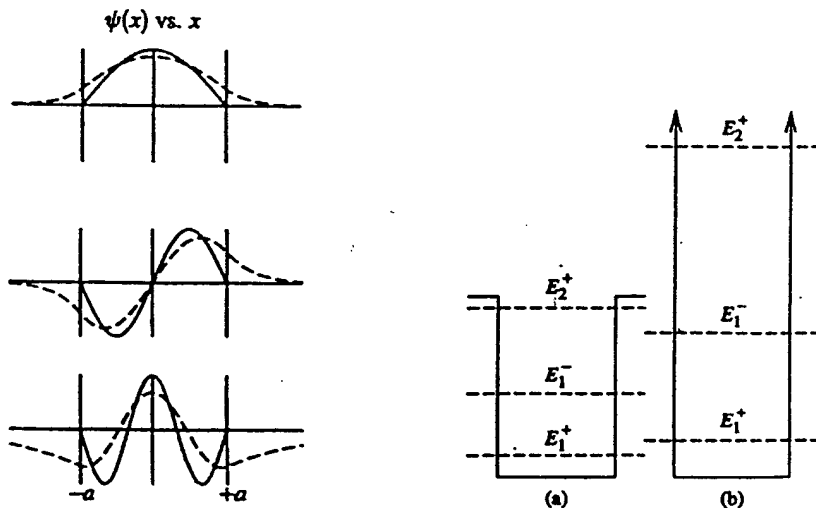 ψ(x) vs. x
−a
+a
E₂⁺
E₁⁻
E₁⁺
(a)
E₂⁺
E₁⁻
E₁⁺
(b)